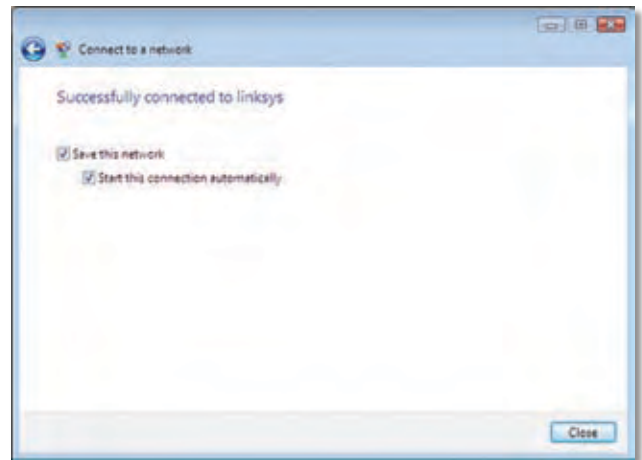 Connect to a network
Successfully connected to linksys
Save this network
Start this connection automatically
Close